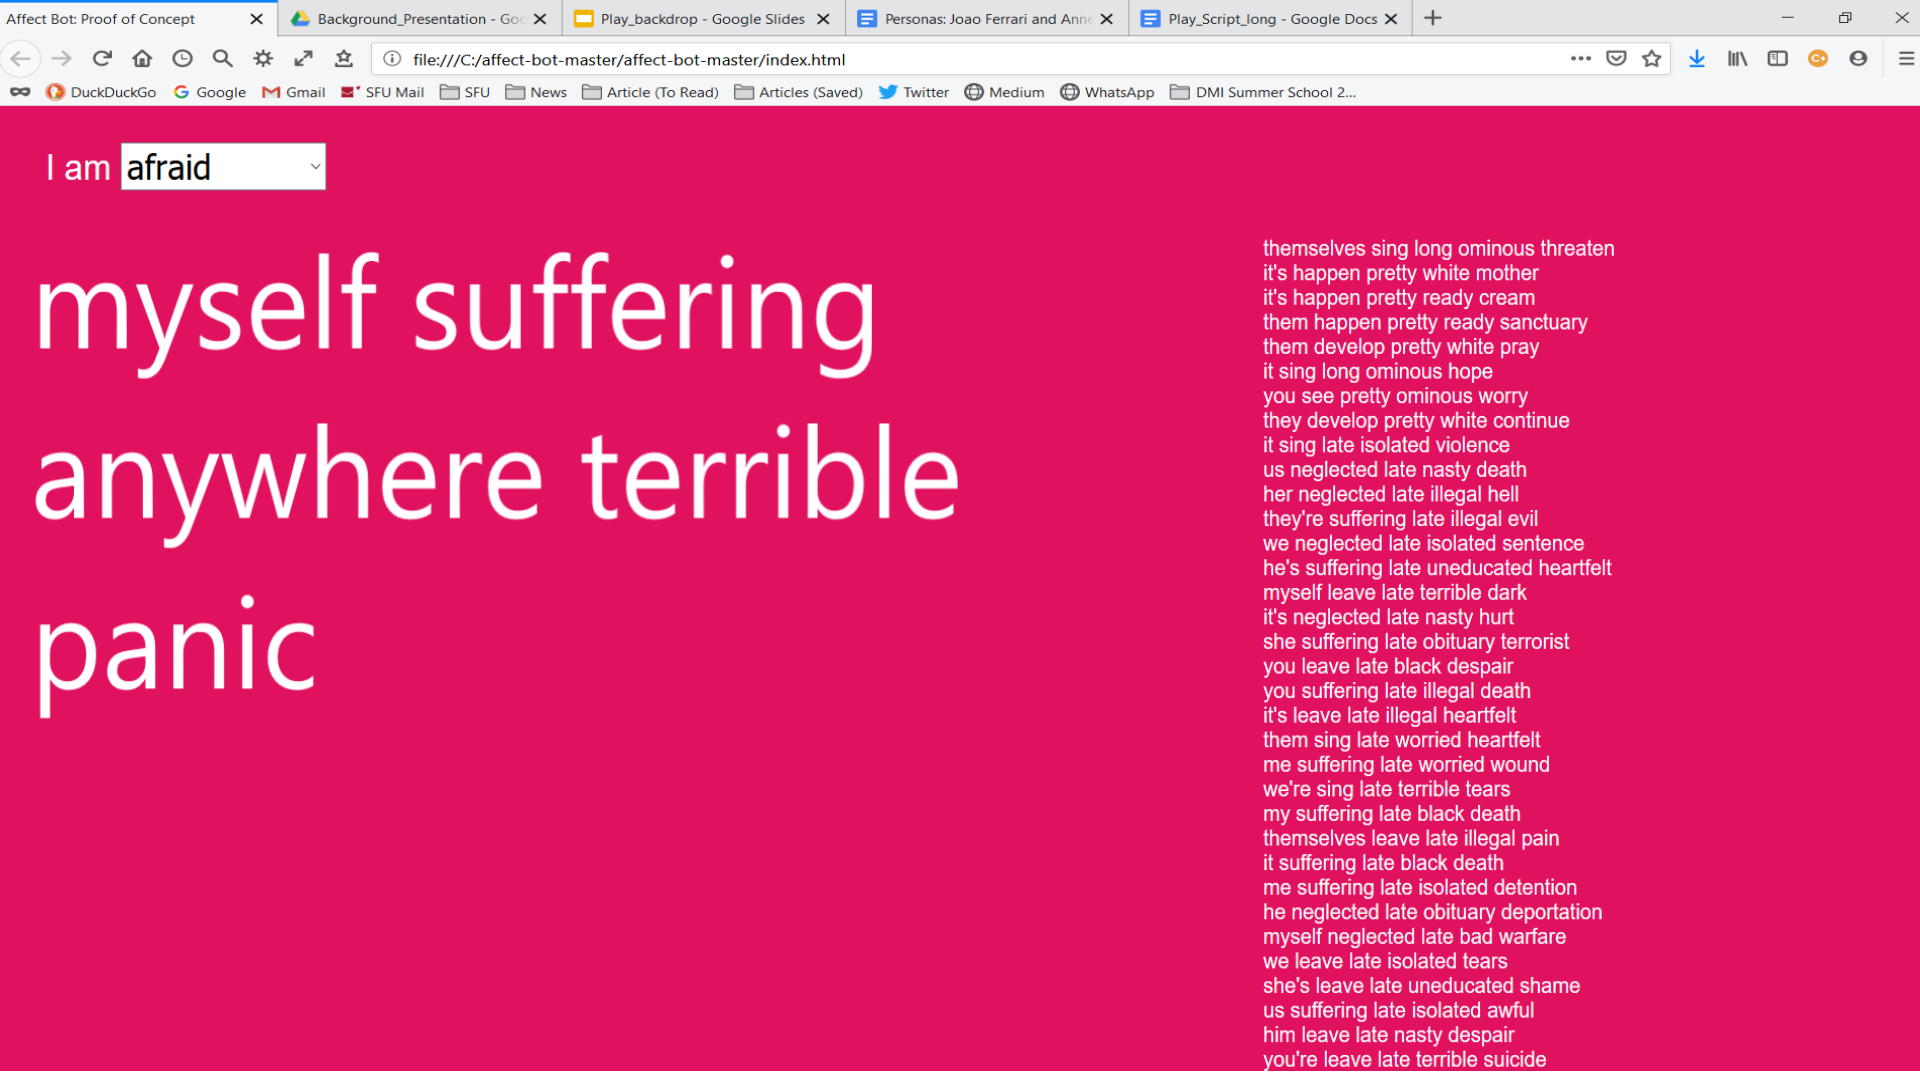 Affect Bot: Proof of Concept
Background_Presentation - Goo
Play_backdrop - Google Slides
Personas: Joao Ferrari and Anne
Play_Script_long - Google Docs
file:///C:/affect-bot-master/affect-bot-master/index.html
DuckDuckGo Google Gmail SFU Mail SFU News Article (To Read) Articles (Saved) Twitter Medium WhatsApp DMI Summer School 2...
I am afraid
myself suffering
anywhere terrible
panic
themselves sing long ominous threaten
it's happen pretty white mother
it's happen pretty ready cream
them happen pretty ready sanctuary
them develop pretty white pray
it sing long ominous hope
you see pretty ominous worry
they develop pretty white continue
it sing late isolated violence
us neglected late nasty death
her neglected late illegal hell
they're suffering late illegal evil
we neglected late isolated sentence
he's suffering late uneducated heartfelt
myself leave late terrible dark
it's neglected late nasty hurt
she suffering late obituary terrorist
you leave late black despair
you suffering late illegal death
it's leave late illegal heartfelt
them sing late worried heartfelt
me suffering late worried wound
we're sing late terrible tears
my suffering late black death
themselves leave late illegal pain
it suffering late black death
me suffering late isolated detention
he neglected late obituary deportation
myself neglected late bad warfare
we leave late isolated tears
she's leave late uneducated shame
us suffering late isolated awful
him leave late nasty despair
you're leave late terrible suicide